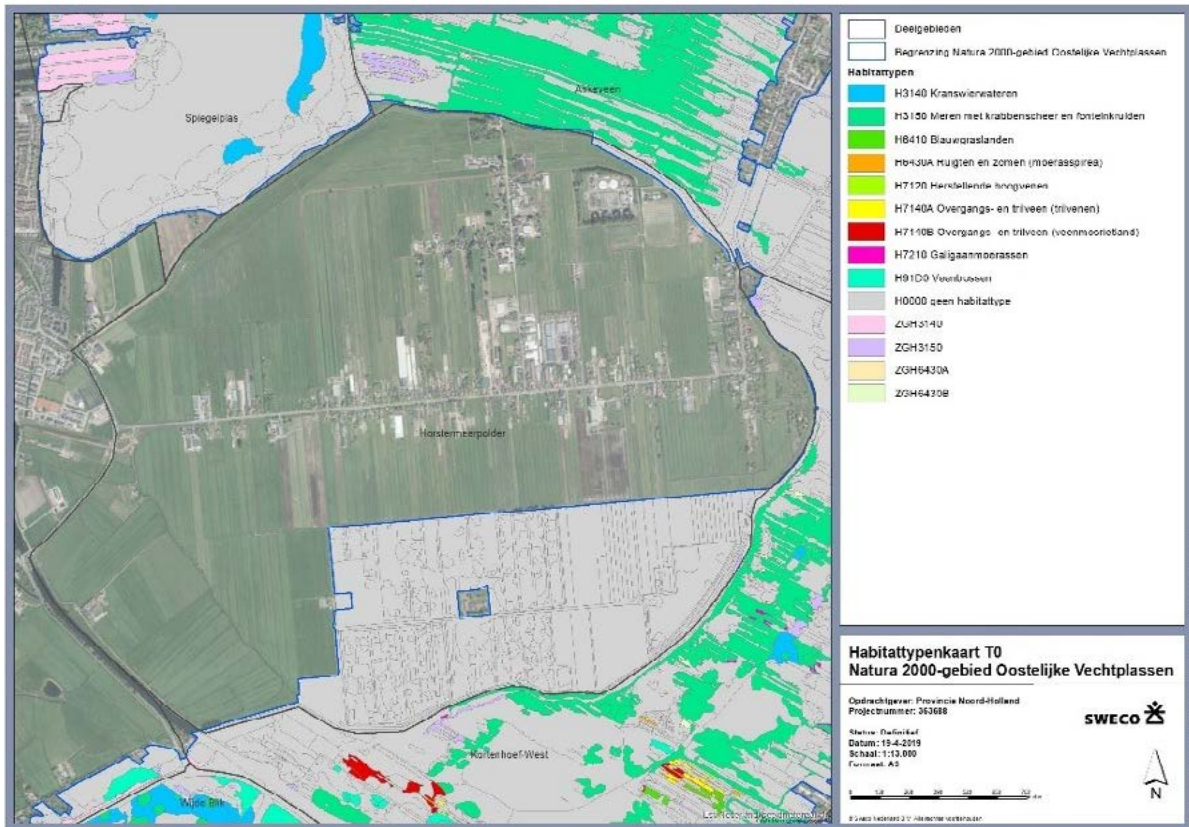 Spiegelplas
Ankeveen
Horstermeerpolder
Kortenhoef-West
Wijde Blik
Deelgebieden
Begrenzing Natura 2000-gebied Oostelijke Vechtplassen
Habitattypen
H3140 Kranswierwateren
H3150 Meren met krabbenscheer en fonteinkruiden
H6410 Blauwgraslanden
H6430A Ruigten en zomen (moerasspirea)
H7120 Herstellende hoogvenen
H7140A Overgangs- en trilveen (trilvenen)
H7140B Overgangs- en trilveen (veenmosrietland)
H7210 Galigaanmoerassen
H91D0 Veenbossen
H0000 geen habitattype
ZGH3140
ZGH3150
ZGH6430A
ZGH6430B
Habitattypenkaart T0
Natura 2000-gebied Oostelijke Vechtplassen
Opdrachtgever: Provincie Noord-Holland
Projectnummer: 363688
SWECO
Status: Definitief
Datum: 19-4-2019
Schaal: 1:13.000
Formaat: A3
N